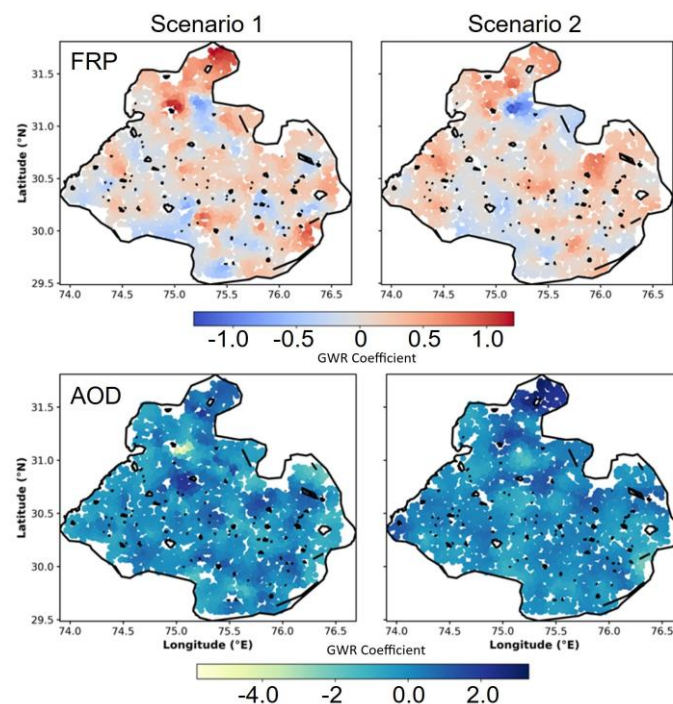 Scenario 1 Scenario 2
FRP
31.5
31.0
30.5
30.0
29.5
Latitude (°N)
74.0 74.5 75.0 75.5 76.0 76.5 74.0 74.5 75.0 75.5 76.0 76.5
-1.0 -0.5 0 0.5 1.0
GWR Coefficient
AOD
31.5
31.0
30.5
30.0
29.5
Latitude (°N)
74.0 74.5 75.0 75.5 76.0 76.5 74.0 74.5 75.0 75.5 76.0 76.5
Longitude (°E) Longitude (°E)
GWR Coefficient
-4.0 -2 0.0 2.0